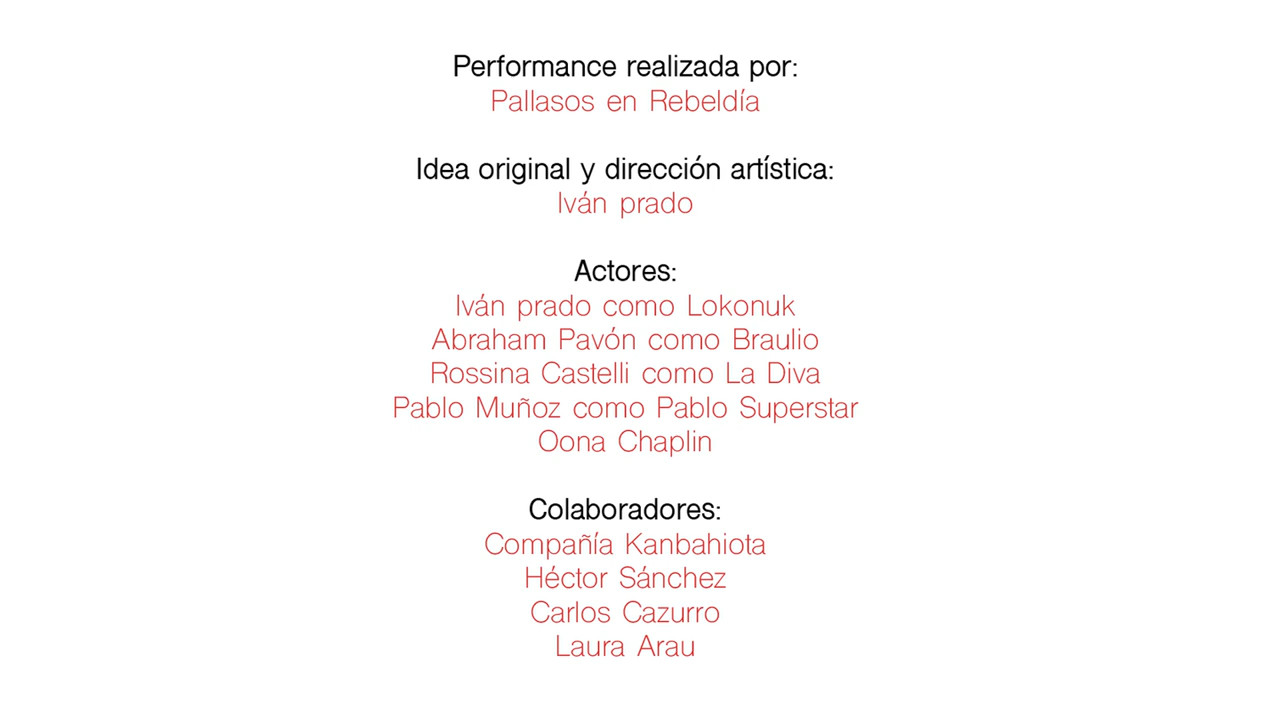 Performance realizada por:
Pallasos en Rebeldía
Idea original y dirección artística:
Iván prado
Actores:
Iván prado como Lokonuk
Abraham Pavón como Braulio
Rossina Castelli como La Diva
Pablo Muñoz como Pablo Superstar
Oona Chaplin
Colaboradores:
Compañía Kanbahiota
Héctor Sánchez
Carlos Cazurro
Laura Arau